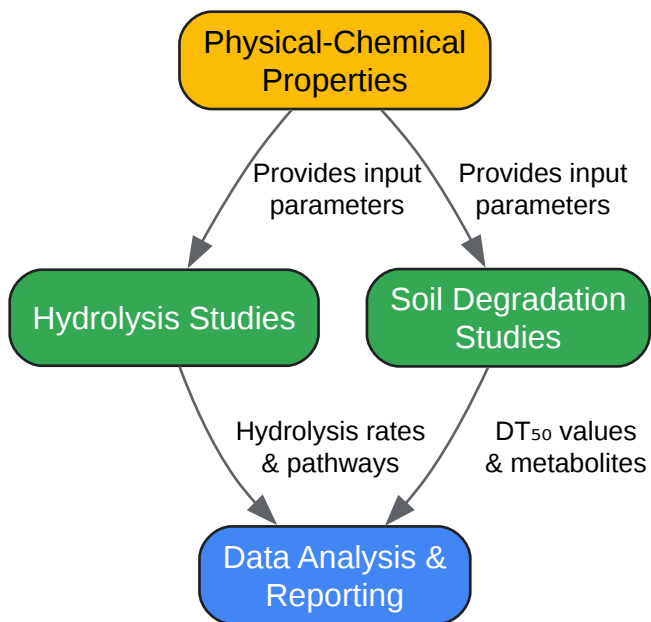 Physical-Chemical
Properties
Provides input
parameters
Provides input
parameters
Hydrolysis Studies
Soil Degradation
Studies
Hydrolysis rates
& pathways
DT₅₀ values
& metabolites
Data Analysis &
Reporting